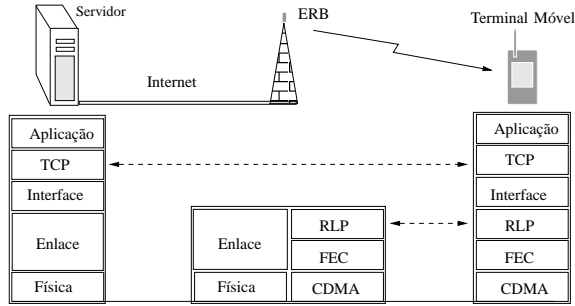 Servidor
ERB
Terminal Móvel
Internet
Aplicação
TCP
Interface
Enlace
Física
Enlace
Física
RLP
FEC
CDMA
Aplicação
TCP
Interface
RLP
FEC
CDMA